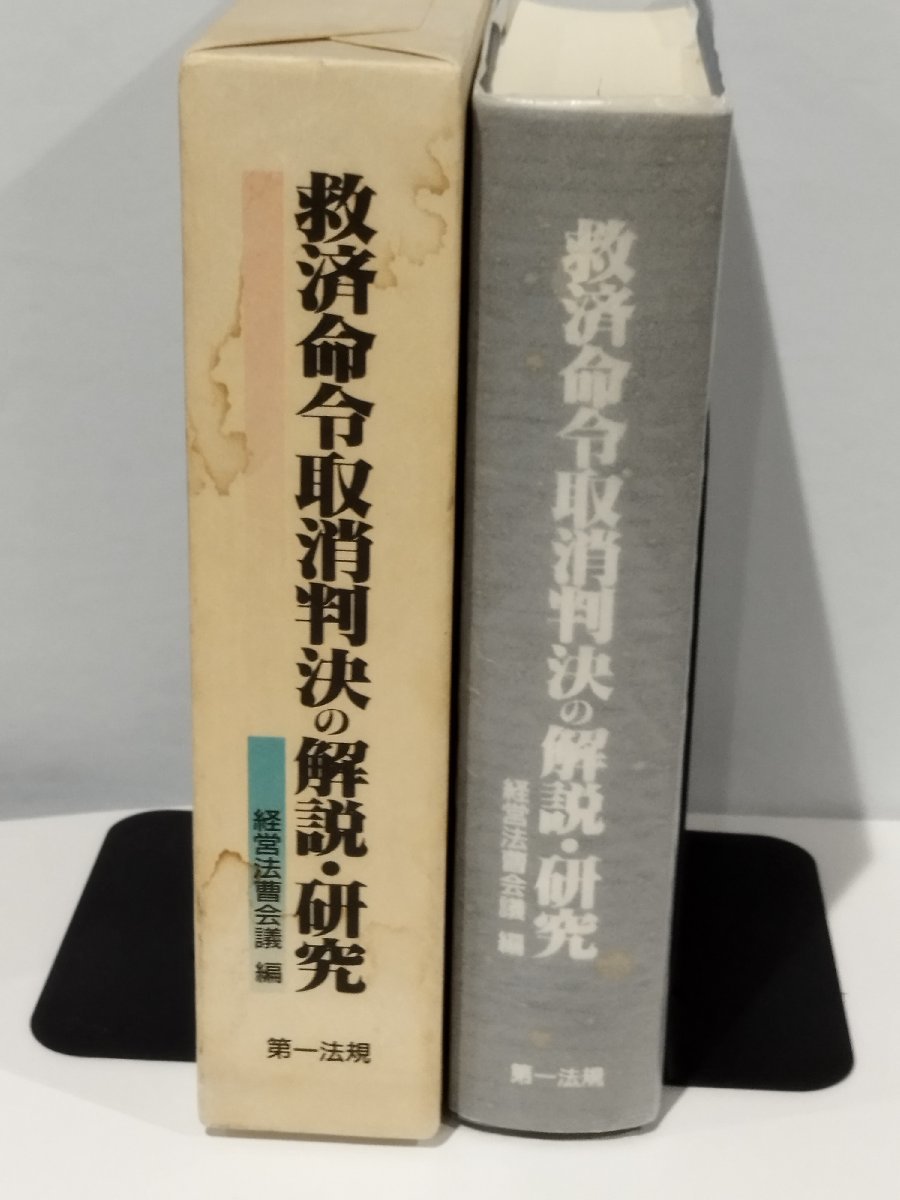 救済命令取消判決の解説・研究
経営法曹会議 編
第一法規
救済命令取消判決の解説・研究
経営法曹会議 編
第一法規